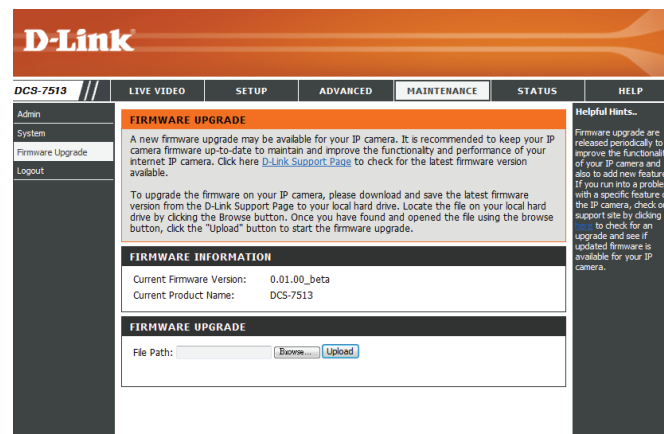 D-Link
DCS-7513
LIVE VIDEO SETUP ADVANCED MAINTENANCE STATUS HELP
Admin
System
Firmware Upgrade
Logout
FIRMWARE UPGRADE
A new firmware upgrade may be available for your IP camera. It is recommended to keep your IP
camera firmware up-to-date to maintain and improve the functionality and performance of your
internet IP camera. Click here D-Link Support Page to check for the latest firmware version
available.
To upgrade the firmware on your IP camera, please download and save the latest firmware
version from the D-Link Support Page to your local hard drive. Locate the file on your local hard
drive by clicking the Browse button. Once you have found and opened the file using the browse
button, click the "Upload" button to start the firmware upgrade.
FIRMWARE INFORMATION
Current Firmware Version: 0.01.00_beta
Current Product Name: DCS-7513
FIRMWARE UPGRADE
File Path: Browse... Upload
Helpful Hints..
Firmware upgrade are
released periodically to
improve the functionalit
of your IP camera and
also to add new feature
If you run into a proble
with a specific feature
the IP camera, check o
support site by clicking
here to check for an
upgrade and see if
updated firmware is
available for your IP
camera.